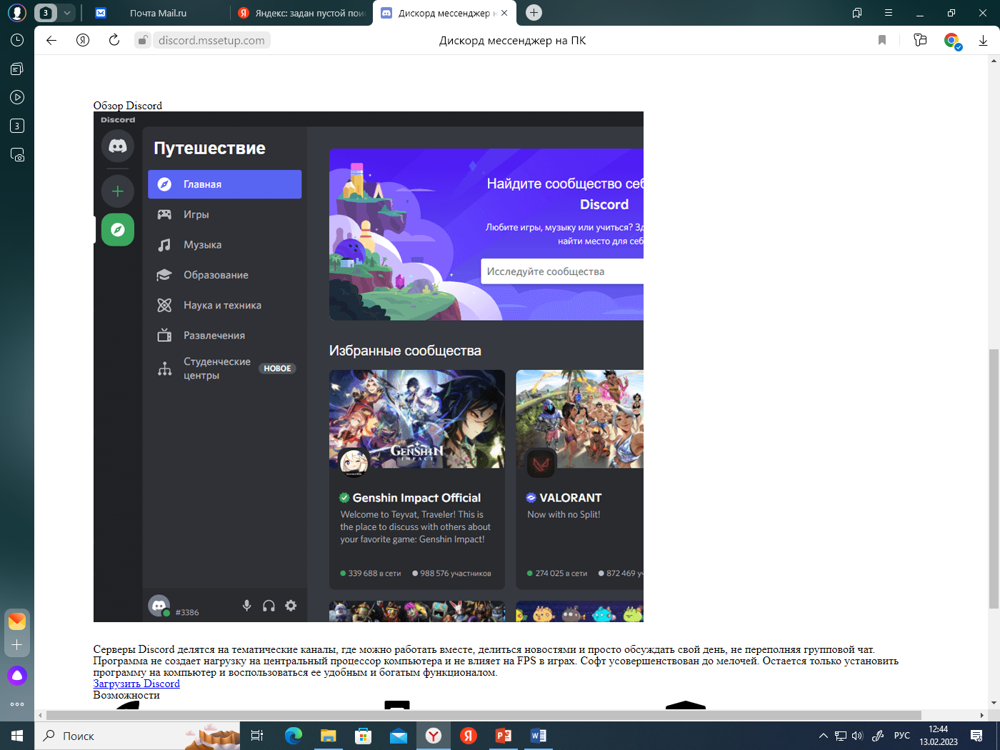 3
Почта Mail.ru
Яндекс: задан пустой поис
Дискорд мессенджер н
discord.mssetup.com
Дискорд мессенджер на ПК
3
Обзор Discord
Discord
Путешествие
Главная
Игры
Музыка
Образование
Наука и техника
Развлечения
Студенческие
центры
НОВОЕ
#3386
Найдите сообщество себ
Discord
Любите игры, музыку или учиться? Зд
найти место для себ
Исследуйте сообщества
Избранные сообщества
GENSHIN
IMPACT
Genshin Impact Official
Welcome to Teyvat, Traveler! This is
the place to discuss with others about
your favorite game: Genshin Impact!
339 688 в сети
988 576 участников
VALORANT
Now with no Split!
274 025 в сети
872 469 уч
Серверы Discord делятся на тематические каналы, где можно работать вместе, делиться новостями и просто обсуждать свой день, не переполняя групповой чат.
Программа не создает нагрузку на центральный процессор компьютера и не влияет на FPS в играх. Софт усовершенствован до мелочей. Остается только установить
программу на компьютер и воспользоваться ее удобным и богатым функционалом.
Загрузить Discord
Возможности
Поиск
РУС
12:44
13.02.2023